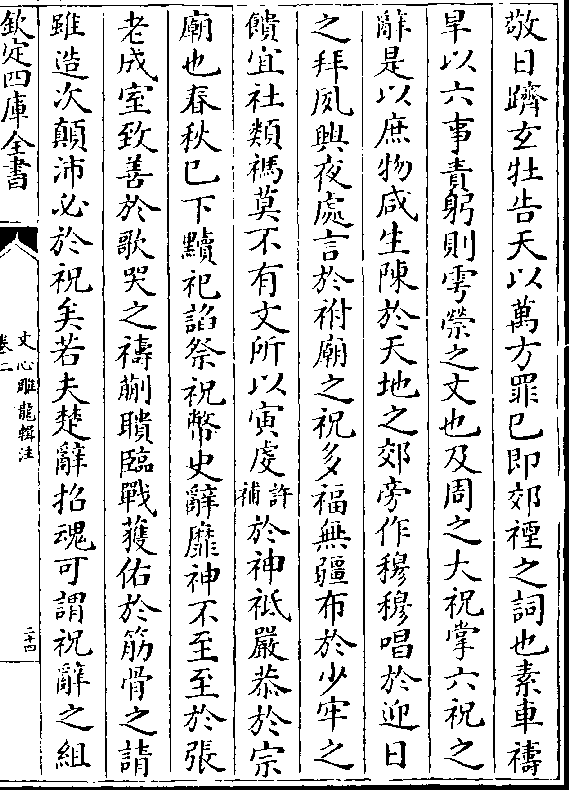 敬日躋玄牡告天以萬方罪已即郊禋之詞也素車禱
旱以六事責躬則雩禜之文也及周之大祝掌六祝之
辭是以庶物咸生陳於天地之郊旁作穆穆唱於迎日
之拜夙興夜處言於祔廟之祝多福無疆布於少牢之
饋宜社類禡莫不有文所以寅虔許補於神祇嚴恭於宗
廟也春秋已下黷祀諂祭祝幣史辭靡神不至至於張
老成室致善於歌哭之禱蒯聵臨戰獲佑於筋骨之請
雖造次顛沛必於祝矣若夫楚辭招魂可謂祝辭之組
欽定四庫全書
文心雕龍輯注
卷二
二十四